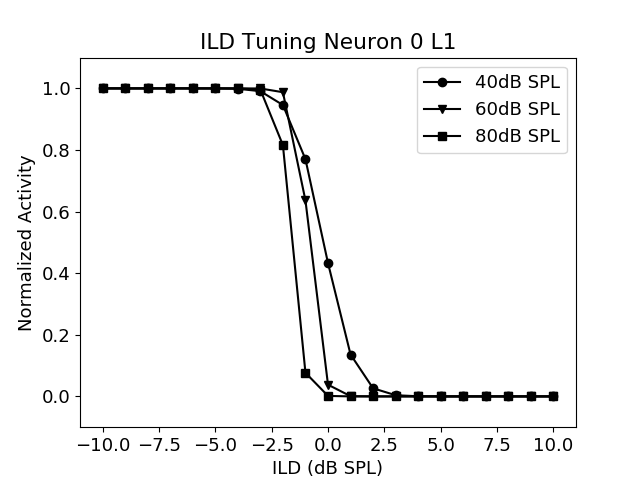 ILD Tuning Neuron 0 L1
40dB SPL
60dB SPL
80dB SPL
Normalized Activity
1.0
0.8
0.6
0.4
0.2
0.0
−10.0 −7.5 −5.0 −2.5 0.0 2.5 5.0 7.5 10.0
ILD (dB SPL)